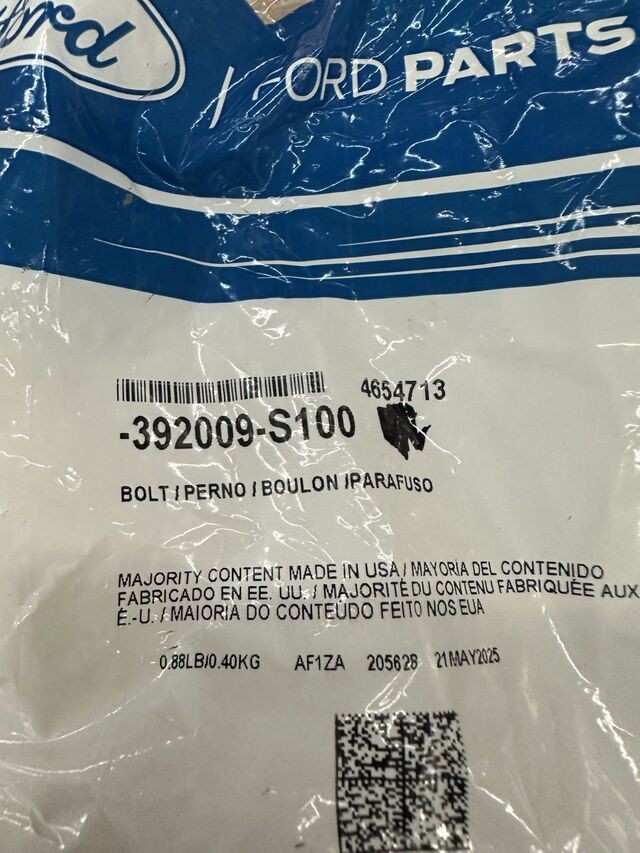 Ford
FORD PARTS
4654713
-392009-S100
BOLT / PERNO / BOULON /PARAFUSO
MAJORITY CONTENT MADE IN USA / MAYORÍA DEL CONTENIDO
FABRICADO EN EE. UU. / MAJORITÉ DU CONTENU FABRIQUÉE AUX
É.-U. / MAIORIA DO CONTEÚDO FEITO NOS EUA
0.88LB/0.40KG AF1ZA 205628 21MAY2025